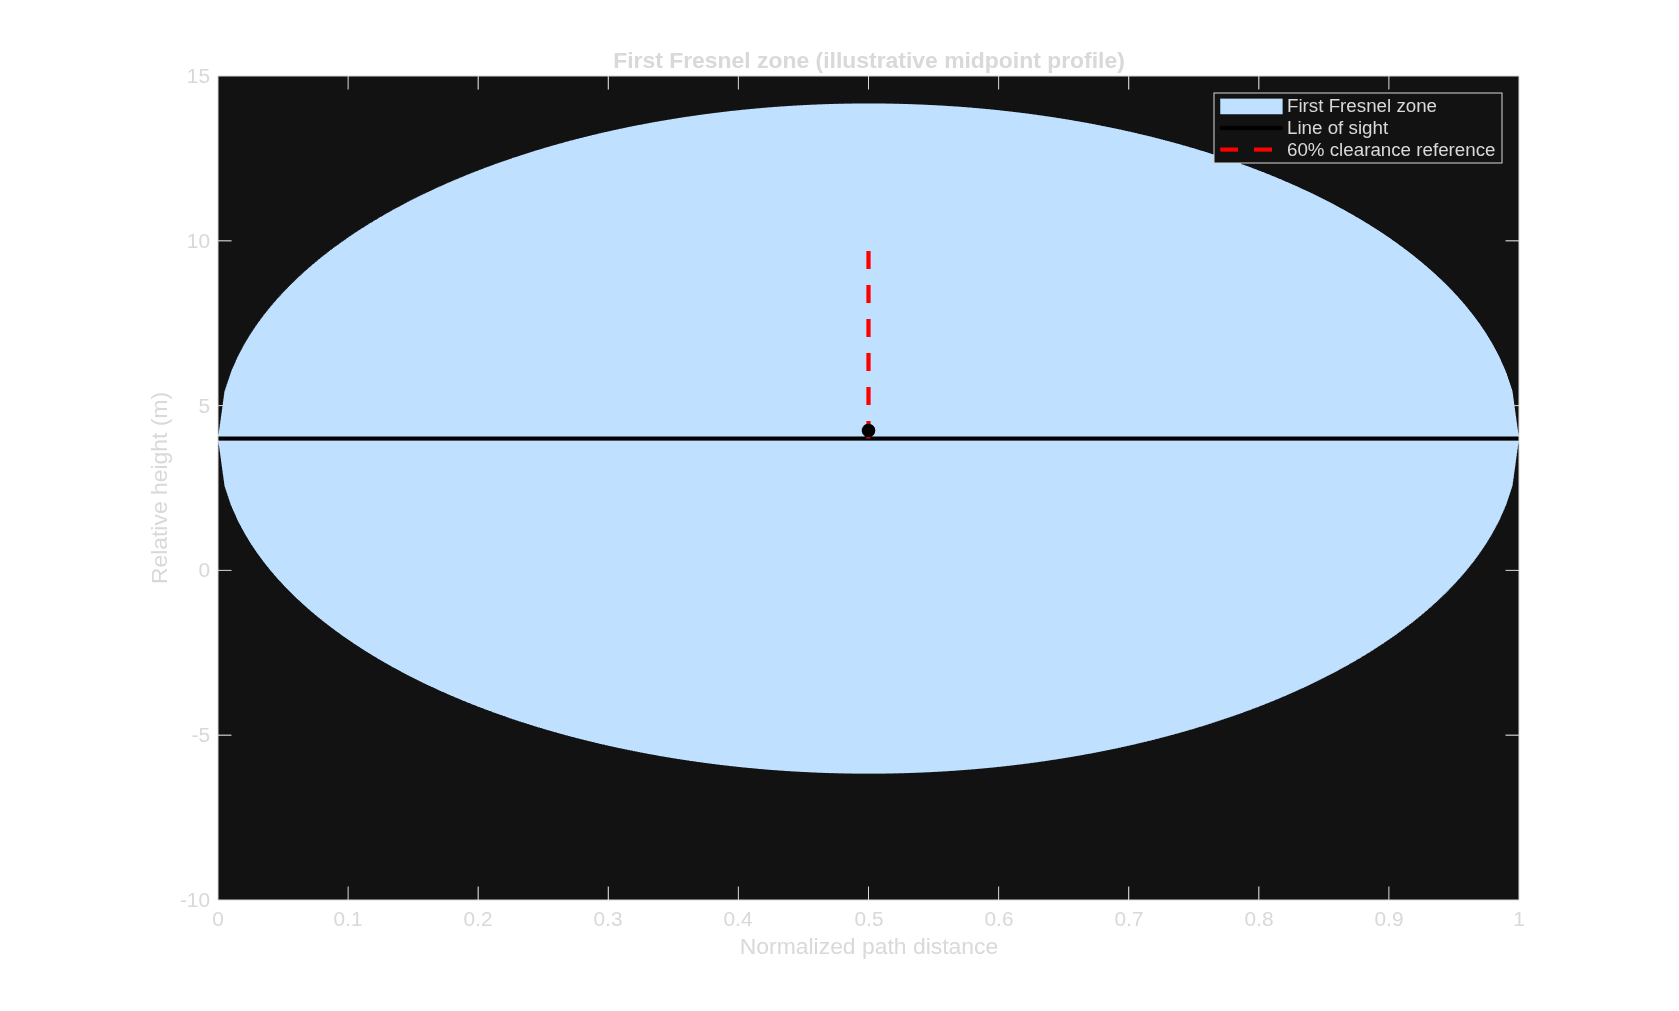 First Fresnel zone (illustrative midpoint profile)
15
10
5
0
-5
-10
Relative height (m)
First Fresnel zone
Line of sight
60% clearance reference
0 0.1 0.2 0.3 0.4 0.5 0.6 0.7 0.8 0.9 1
Normalized path distance